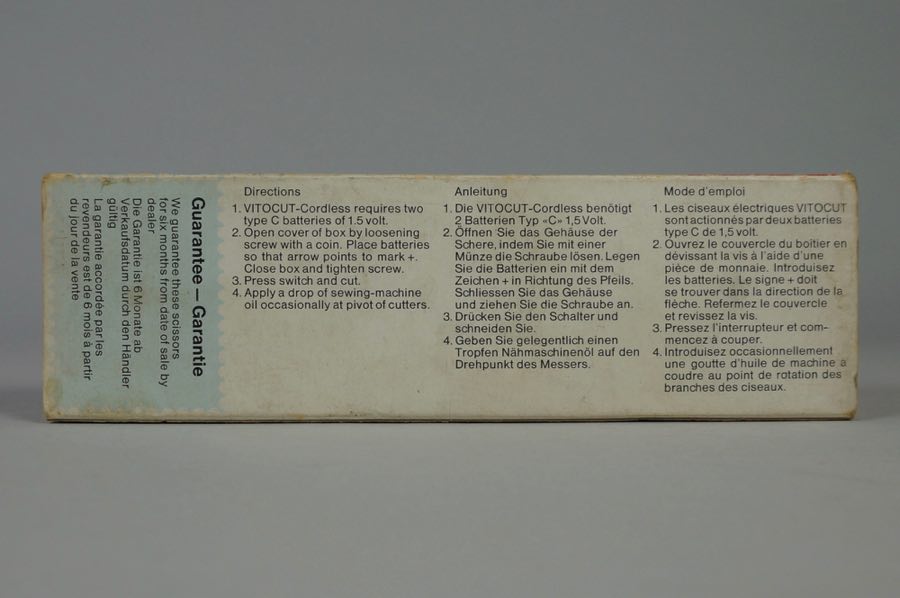 Guarantee – Garantie
We guarantee these scissors
for six months from date of sale by
dealer
Die Garantie ist 6 Monate ab
Verkaufsdatum durch den Händler
gültig
La garantie accordée par les
revendeurs est de 6 mois à partir
du jour de la vente
Directions
1. VITOCUT-Cordless requires two
type C batteries of 1.5 volt.
2. Open cover of box by loosening
screw with a coin. Place batteries
so that arrow points to mark +.
Close box and tighten screw.
3. Press switch and cut.
4. Apply a drop of sewing-machine
oil occasionally at pivot of cutters.
Anleitung
1. Die VITOCUT-Cordless benötigt
2 Batterien Typ «C» 1,5 Volt.
2. Öffnen Sie das Gehäuse der
Schere, indem Sie mit einer
Münze die Schraube lösen. Legen
Sie die Batterien ein mit dem
Zeichen + in Richtung des Pfeils.
Schliessen Sie das Gehäuse
und ziehen Sie die Schraube an.
3. Drücken Sie den Schalter und
schneiden Sie.
4. Geben Sie gelegentlich einen
Tropfen Nähmaschinenöl auf den
Drehpunkt des Messers.
Mode d'emploi
1. Les ciseaux électriques VITOCUT
sont actionnés par deux batteries
type C de 1,5 volt.
2. Ouvrez le couvercle du boîtier en
dévissant la vis à l'aide d'une
pièce de monnaie. Introduisez
les batteries. Le signe + doit
se trouver dans la direction de la
flèche. Refermez le couvercle
et revissez la vis.
3. Pressez l'interrupteur et com-
mencez à couper.
4. Introduisez occasionnellement
une goutte d'huile de machine à
coudre au point de rotation des
branches des ciseaux.